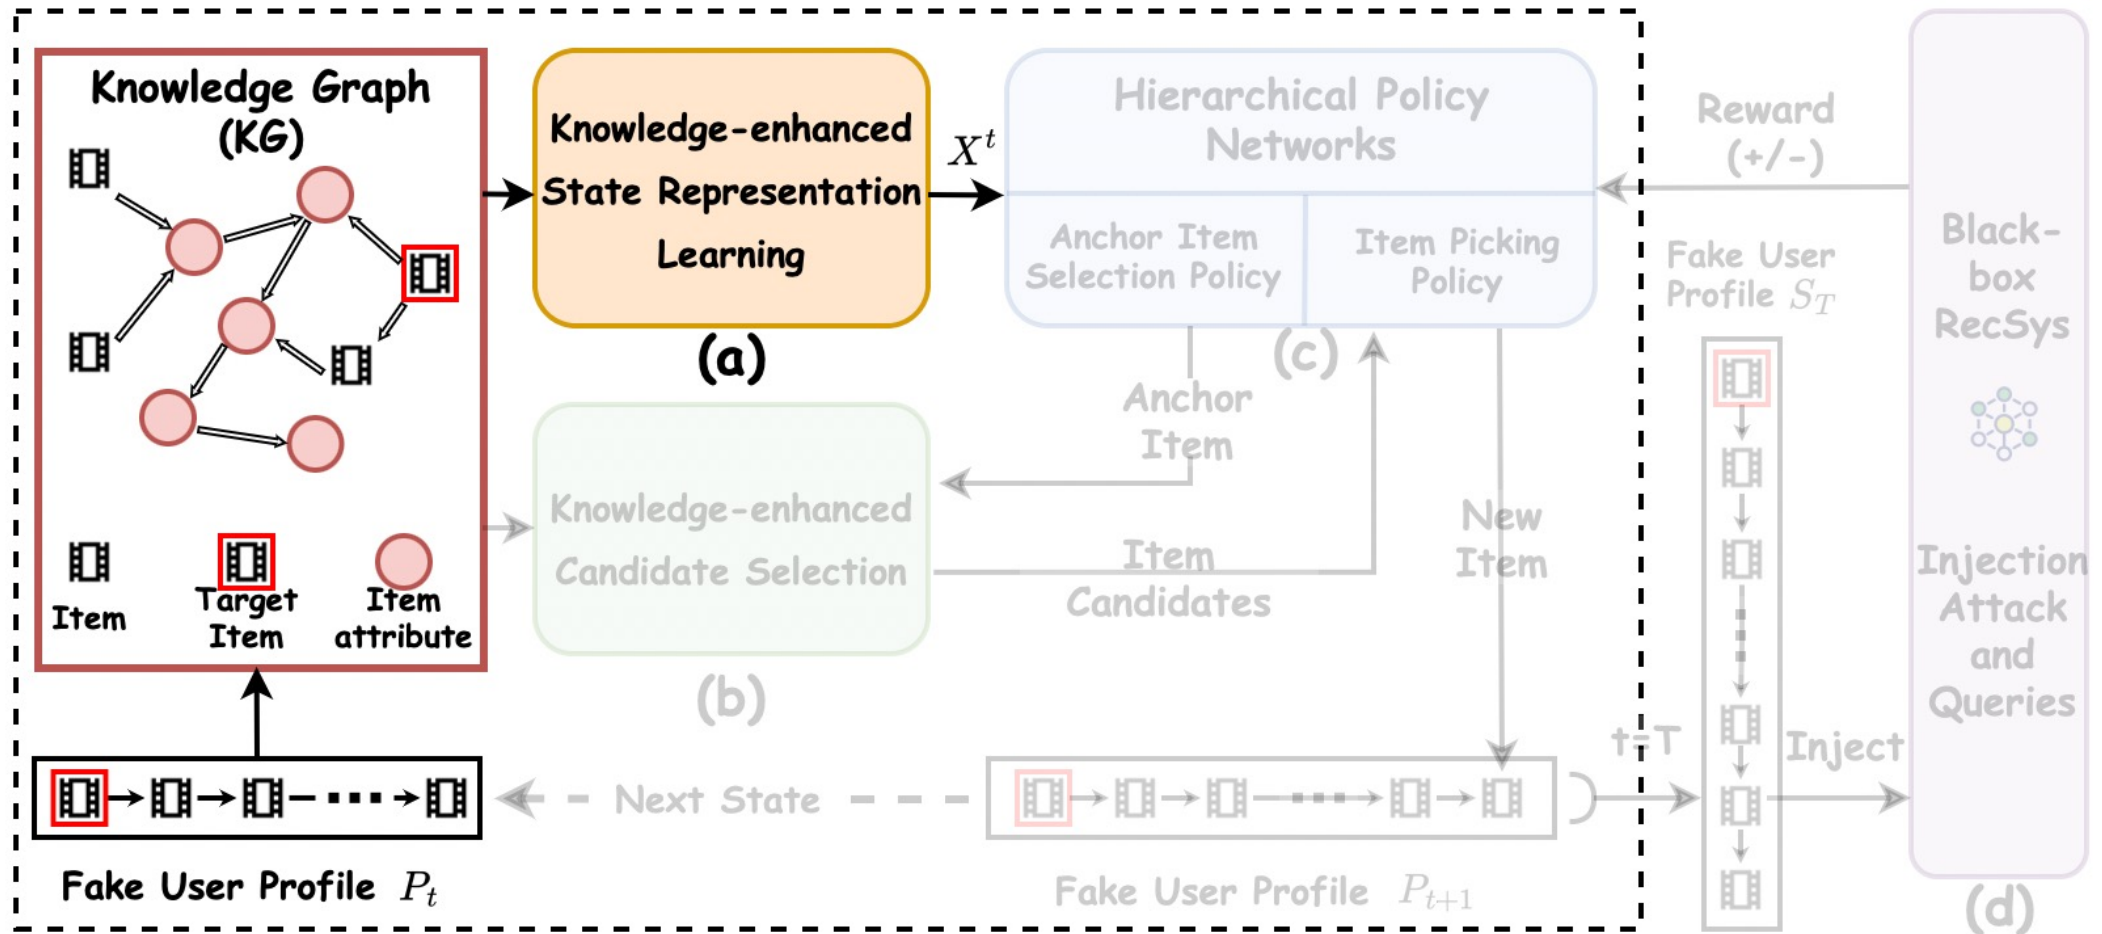 Knowledge Graph
(KG)
Item
Target
Item
Item
attribute
Fake User Profile P_t
Knowledge-enhanced
State Representation
Learning
(a)
X^t
Knowledge-enhanced
Candidate Selection
(b)
Hierarchical Policy
Networks
Anchor Item
Selection Policy
Item Picking
Policy
(c)
Anchor
Item
Item
Candidates
New
Item
Next State
Fake User Profile P_{t+1}
t=T
Reward
(+/-)
Fake User
Profile S_T
Inject
Black-
box
RecSys
Injection
Attack
and
Queries
(d)